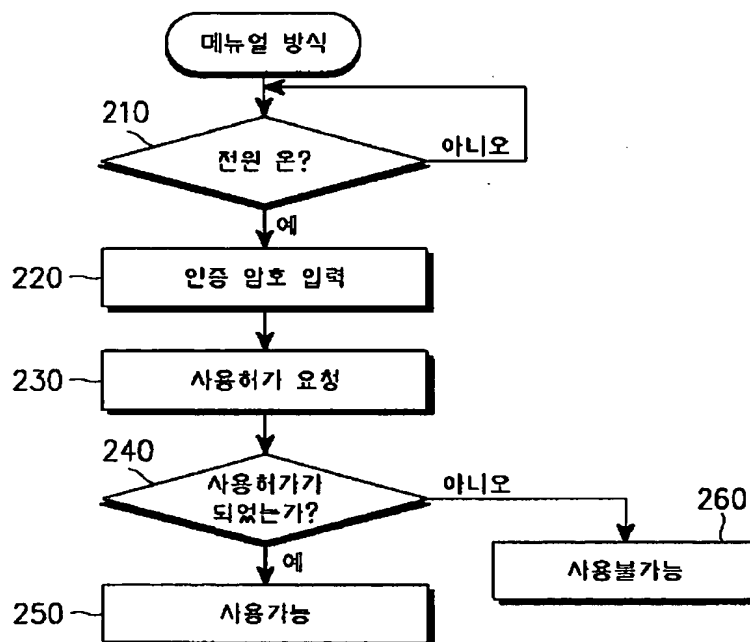 메뉴얼 방식
210
전원 온?
아니오
예
220
인증 암호 입력
230
사용허가 요청
240
사용허가가
되었는가?
아니오
예
260
사용불가능
250
사용가능